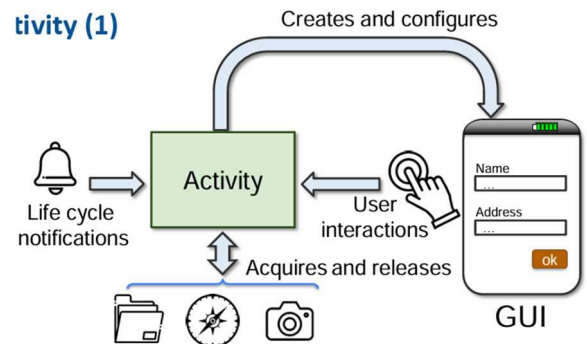 tivity (1)
Creates and configures
Activity
Life cycle
notifications
User
interactions
Acquires and releases
Name
...
Address
...
ok
GUI